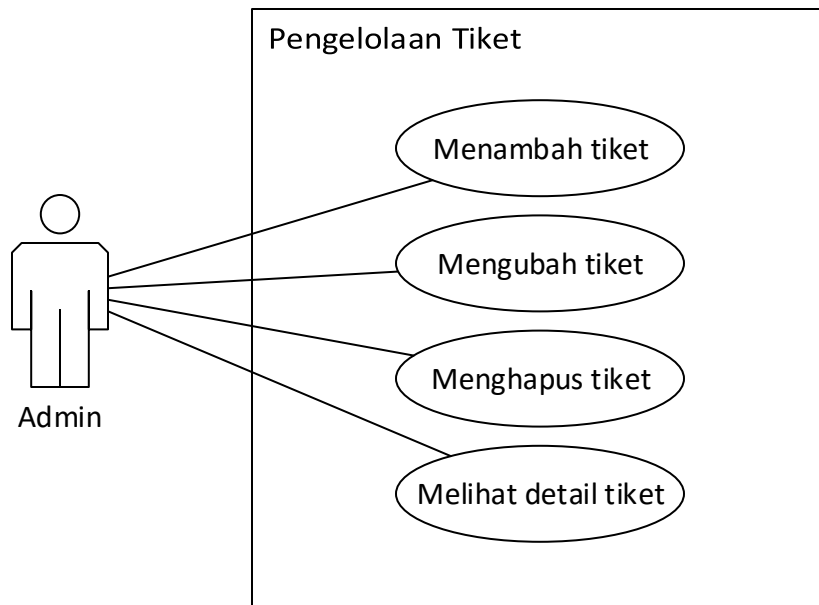 Pengelolaan Tiket
Menambah tiket
Mengubah tiket
Menghapus tiket
Admin
Melihat detail tiket